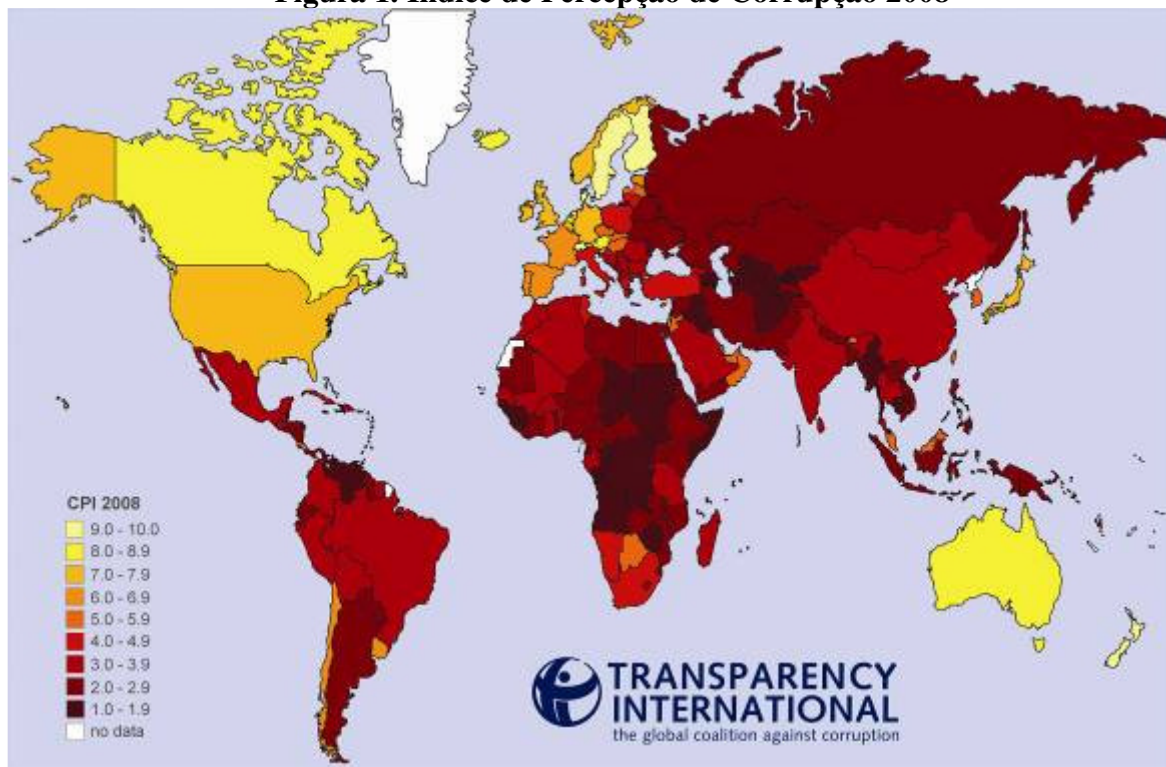 Figura 1. Índice de Percepção de Corrupção 2008
CPI 2008
9.0 - 10.0
8.0 - 8.9
7.0 - 7.9
6.0 - 6.9
5.0 - 5.9
4.0 - 4.9
3.0 - 3.9
2.0 - 2.9
1.0 - 1.9
no data
TRANSPARENCY
INTERNATIONAL
the global coalition against corruption